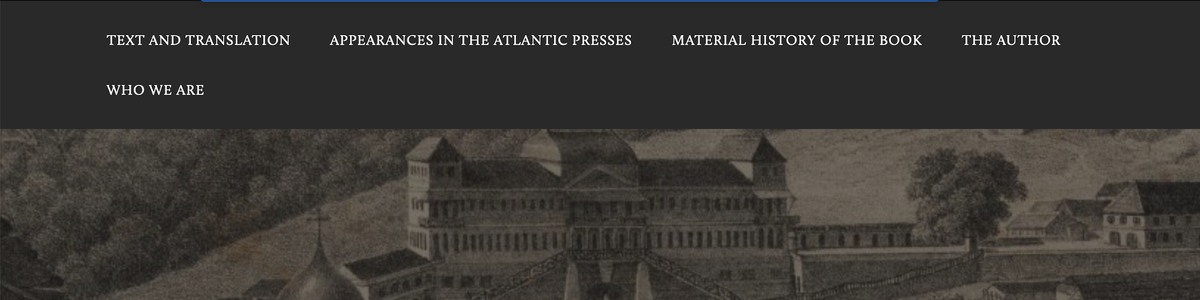 TEXT AND TRANSLATION APPEARANCES IN THE ATLANTIC PRESSES MATERIAL HISTORY OF THE BOOK THE AUTHOR
WHO WE ARE